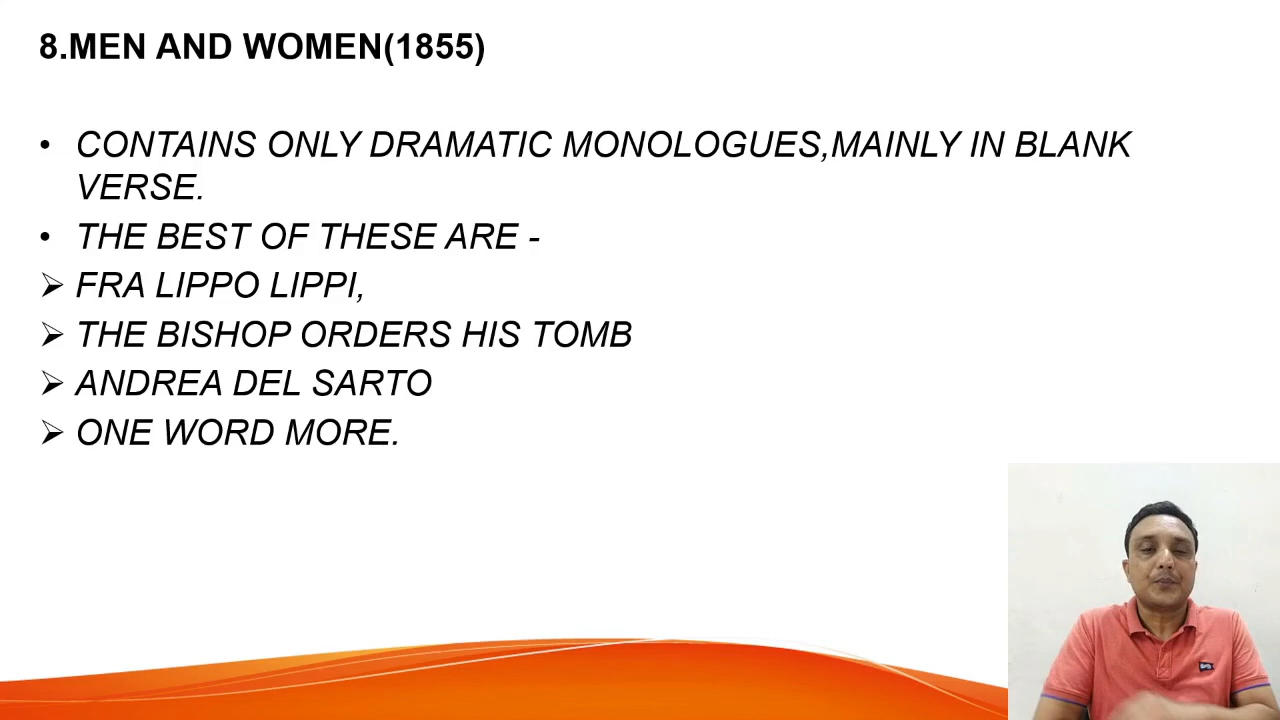 8.MEN AND WOMEN(1855)
• CONTAINS ONLY DRAMATIC MONOLOGUES,MAINLY IN BLANK
VERSE.
• THE BEST OF THESE ARE -
➢ FRA LIPPO LIPPI,
➢ THE BISHOP ORDERS HIS TOMB
➢ ANDREA DEL SARTO
➢ ONE WORD MORE.